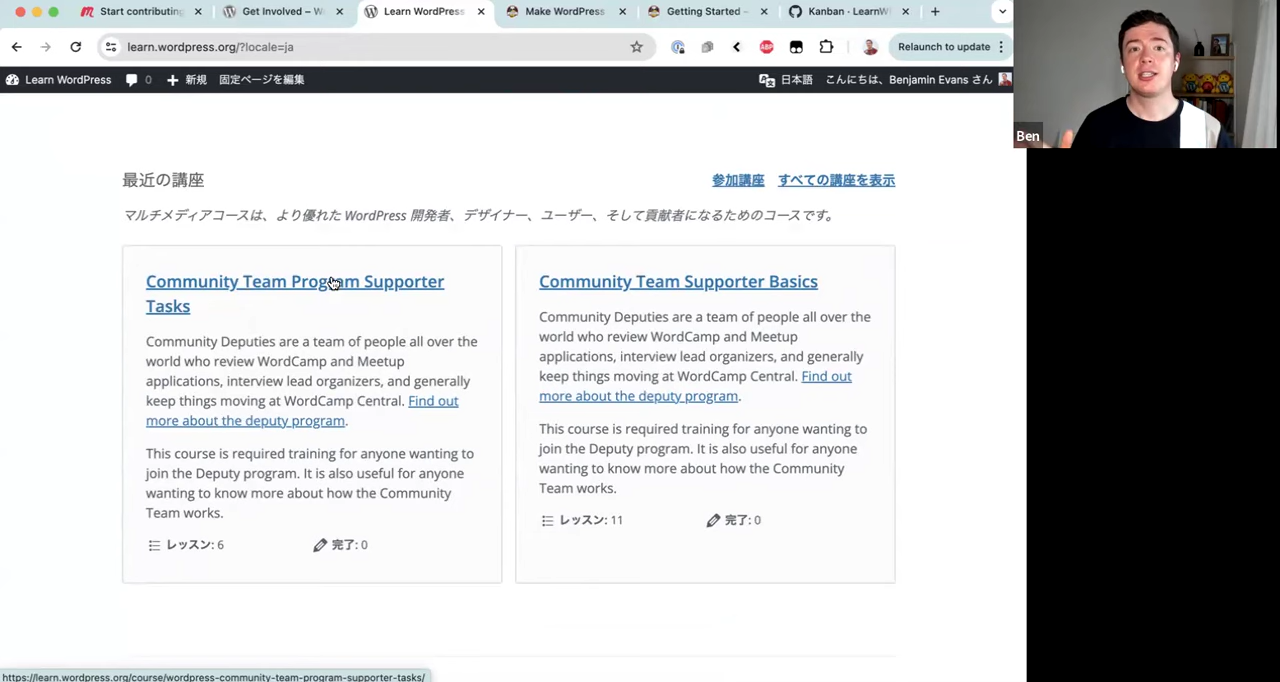 Start contributing
Get Involved – W
Learn WordPress
Make WordPress
Getting Started –
Kanban · LearnW
learn.wordpress.org/?locale=ja
ABP
Relaunch to update
Learn WordPress
0
新規
固定ページを編集
日本語
こんにちは、Benjamin Evans さん
Ben
最近の講座
参加講座
すべての講座を表示
マルチメディアコースは、より優れた WordPress 開発者、デザイナー、ユーザー、そして貢献者になるためのコースです。
Community Team Program Supporter
Tasks
Community Deputies are a team of people all over the
world who review WordCamp and Meetup
applications, interview lead organizers, and generally
keep things moving at WordCamp Central. Find out
more about the deputy program.
This course is required training for anyone wanting to
join the Deputy program. It is also useful for anyone
wanting to know more about how the Community
Team works.
レッスン: 6
完了: 0
Community Team Supporter Basics
Community Deputies are a team of people all over the
world who review WordCamp and Meetup
applications, interview lead organizers, and generally
keep things moving at WordCamp Central. Find out
more about the deputy program.
This course is required training for anyone wanting to
join the Deputy program. It is also useful for anyone
wanting to know more about how the Community
Team works.
レッスン: 11
完了: 0
https://learn.wordpress.org/course/wordpress-community-team-program-supporter-tasks/